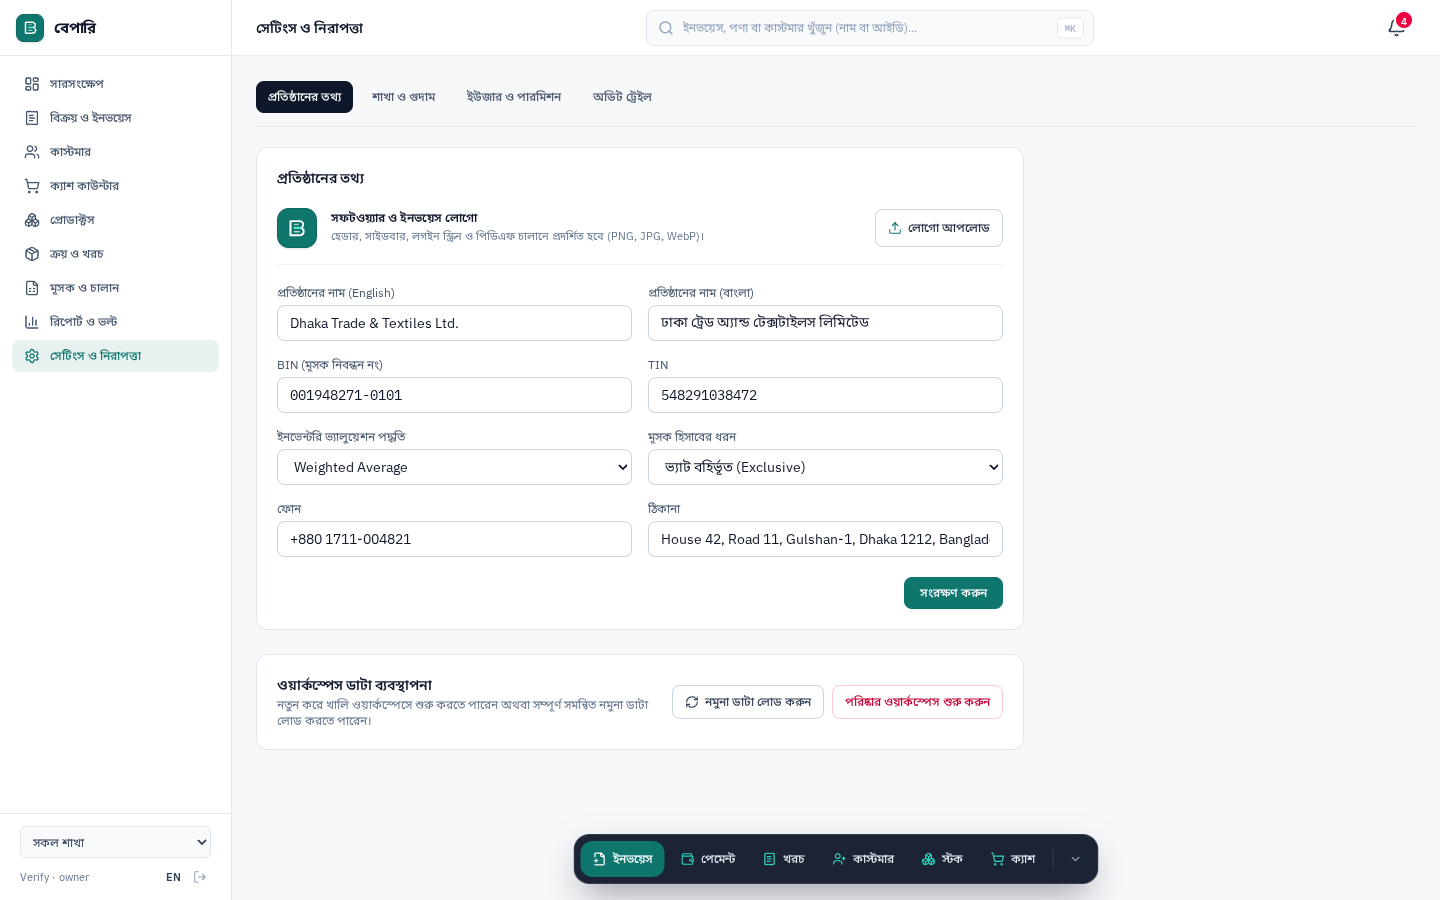 বেপারি
সেটিংস ও নিরাপত্তা
ইনভয়েস, পণ্য বা কাস্টমার খুঁজুন (নাম বা আইডি)...
⌘K
4
সারসংক্ষেপ
বিক্রয় ও ইনভয়েস
কাস্টমার
ক্যাশ কাউন্টার
প্রোডাক্টস
ক্রয় ও খরচ
মূসক ও চালান
রিপোর্ট ও ভল্ট
সেটিংস ও নিরাপত্তা
প্রতিষ্ঠানের তথ্য
শাখা ও গুদাম
ইউজার ও পারমিশন
অডিট ট্রেইল
প্রতিষ্ঠানের তথ্য
সফটওয়্যার ও ইনভয়েস লোগো
হেডার, সাইডবার, লগইন স্ক্রিন ও পিডিএফ চালানে প্রদর্শিত হবে (PNG, JPG, WebP)।
লোগো আপলোড
প্রতিষ্ঠানের নাম (English)
প্রতিষ্ঠানের নাম (বাংলা)
Dhaka Trade & Textiles Ltd.
ঢাকা ট্রেড অ্যান্ড টেক্সটাইলস লিমিটেড
BIN (মূসক নিবন্ধন নং)
TIN
001948271-0101
548291038472
ইনভেন্টরি ভ্যালুয়েশন পদ্ধতি
মূসক হিসাবের ধরন
Weighted Average
ভ্যাট বহির্ভূত (Exclusive)
ফোন
ঠিকানা
+880 1711-004821
House 42, Road 11, Gulshan-1, Dhaka 1212, Banglad
সংরক্ষণ করুন
ওয়ার্কস্পেস ডাটা ব্যবস্থাপনা
নতুন করে খালি ওয়ার্কস্পেসে শুরু করতে পারেন অথবা সম্পূর্ণ সমন্বিত নমুনা ডাটা
লোড করতে পারেন।
নমুনা ডাটা লোড করুন
পরিষ্কার ওয়ার্কস্পেস শুরু করুন
সকল শাখা
Verify · owner
EN
ইনভয়েস
পেমেন্ট
খরচ
কাস্টমার
স্টক
ক্যাশ